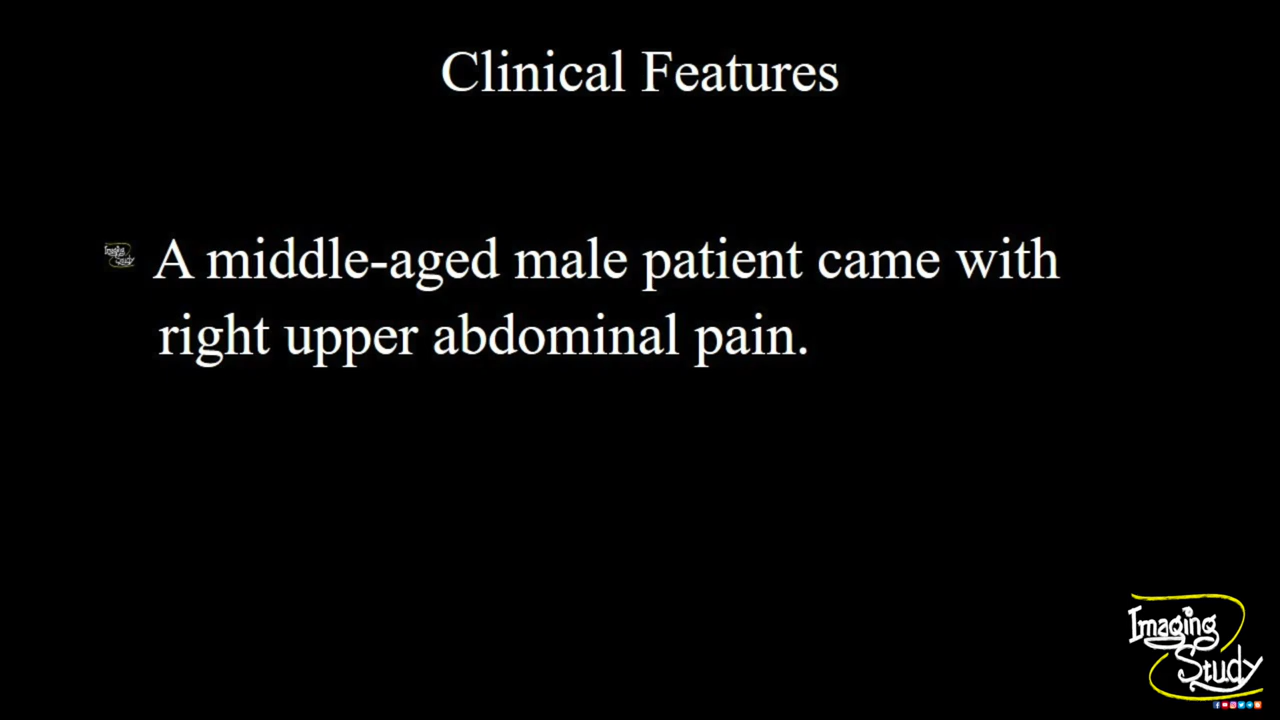 Clinical Features
A middle-aged male patient came with
right upper abdominal pain.
Imaging
Study